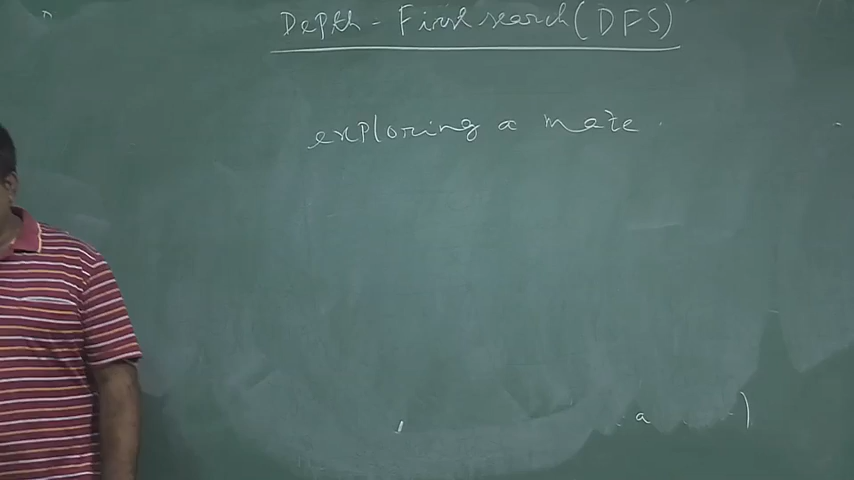 Depth - First search (DFS)
exploring a maze.
a )